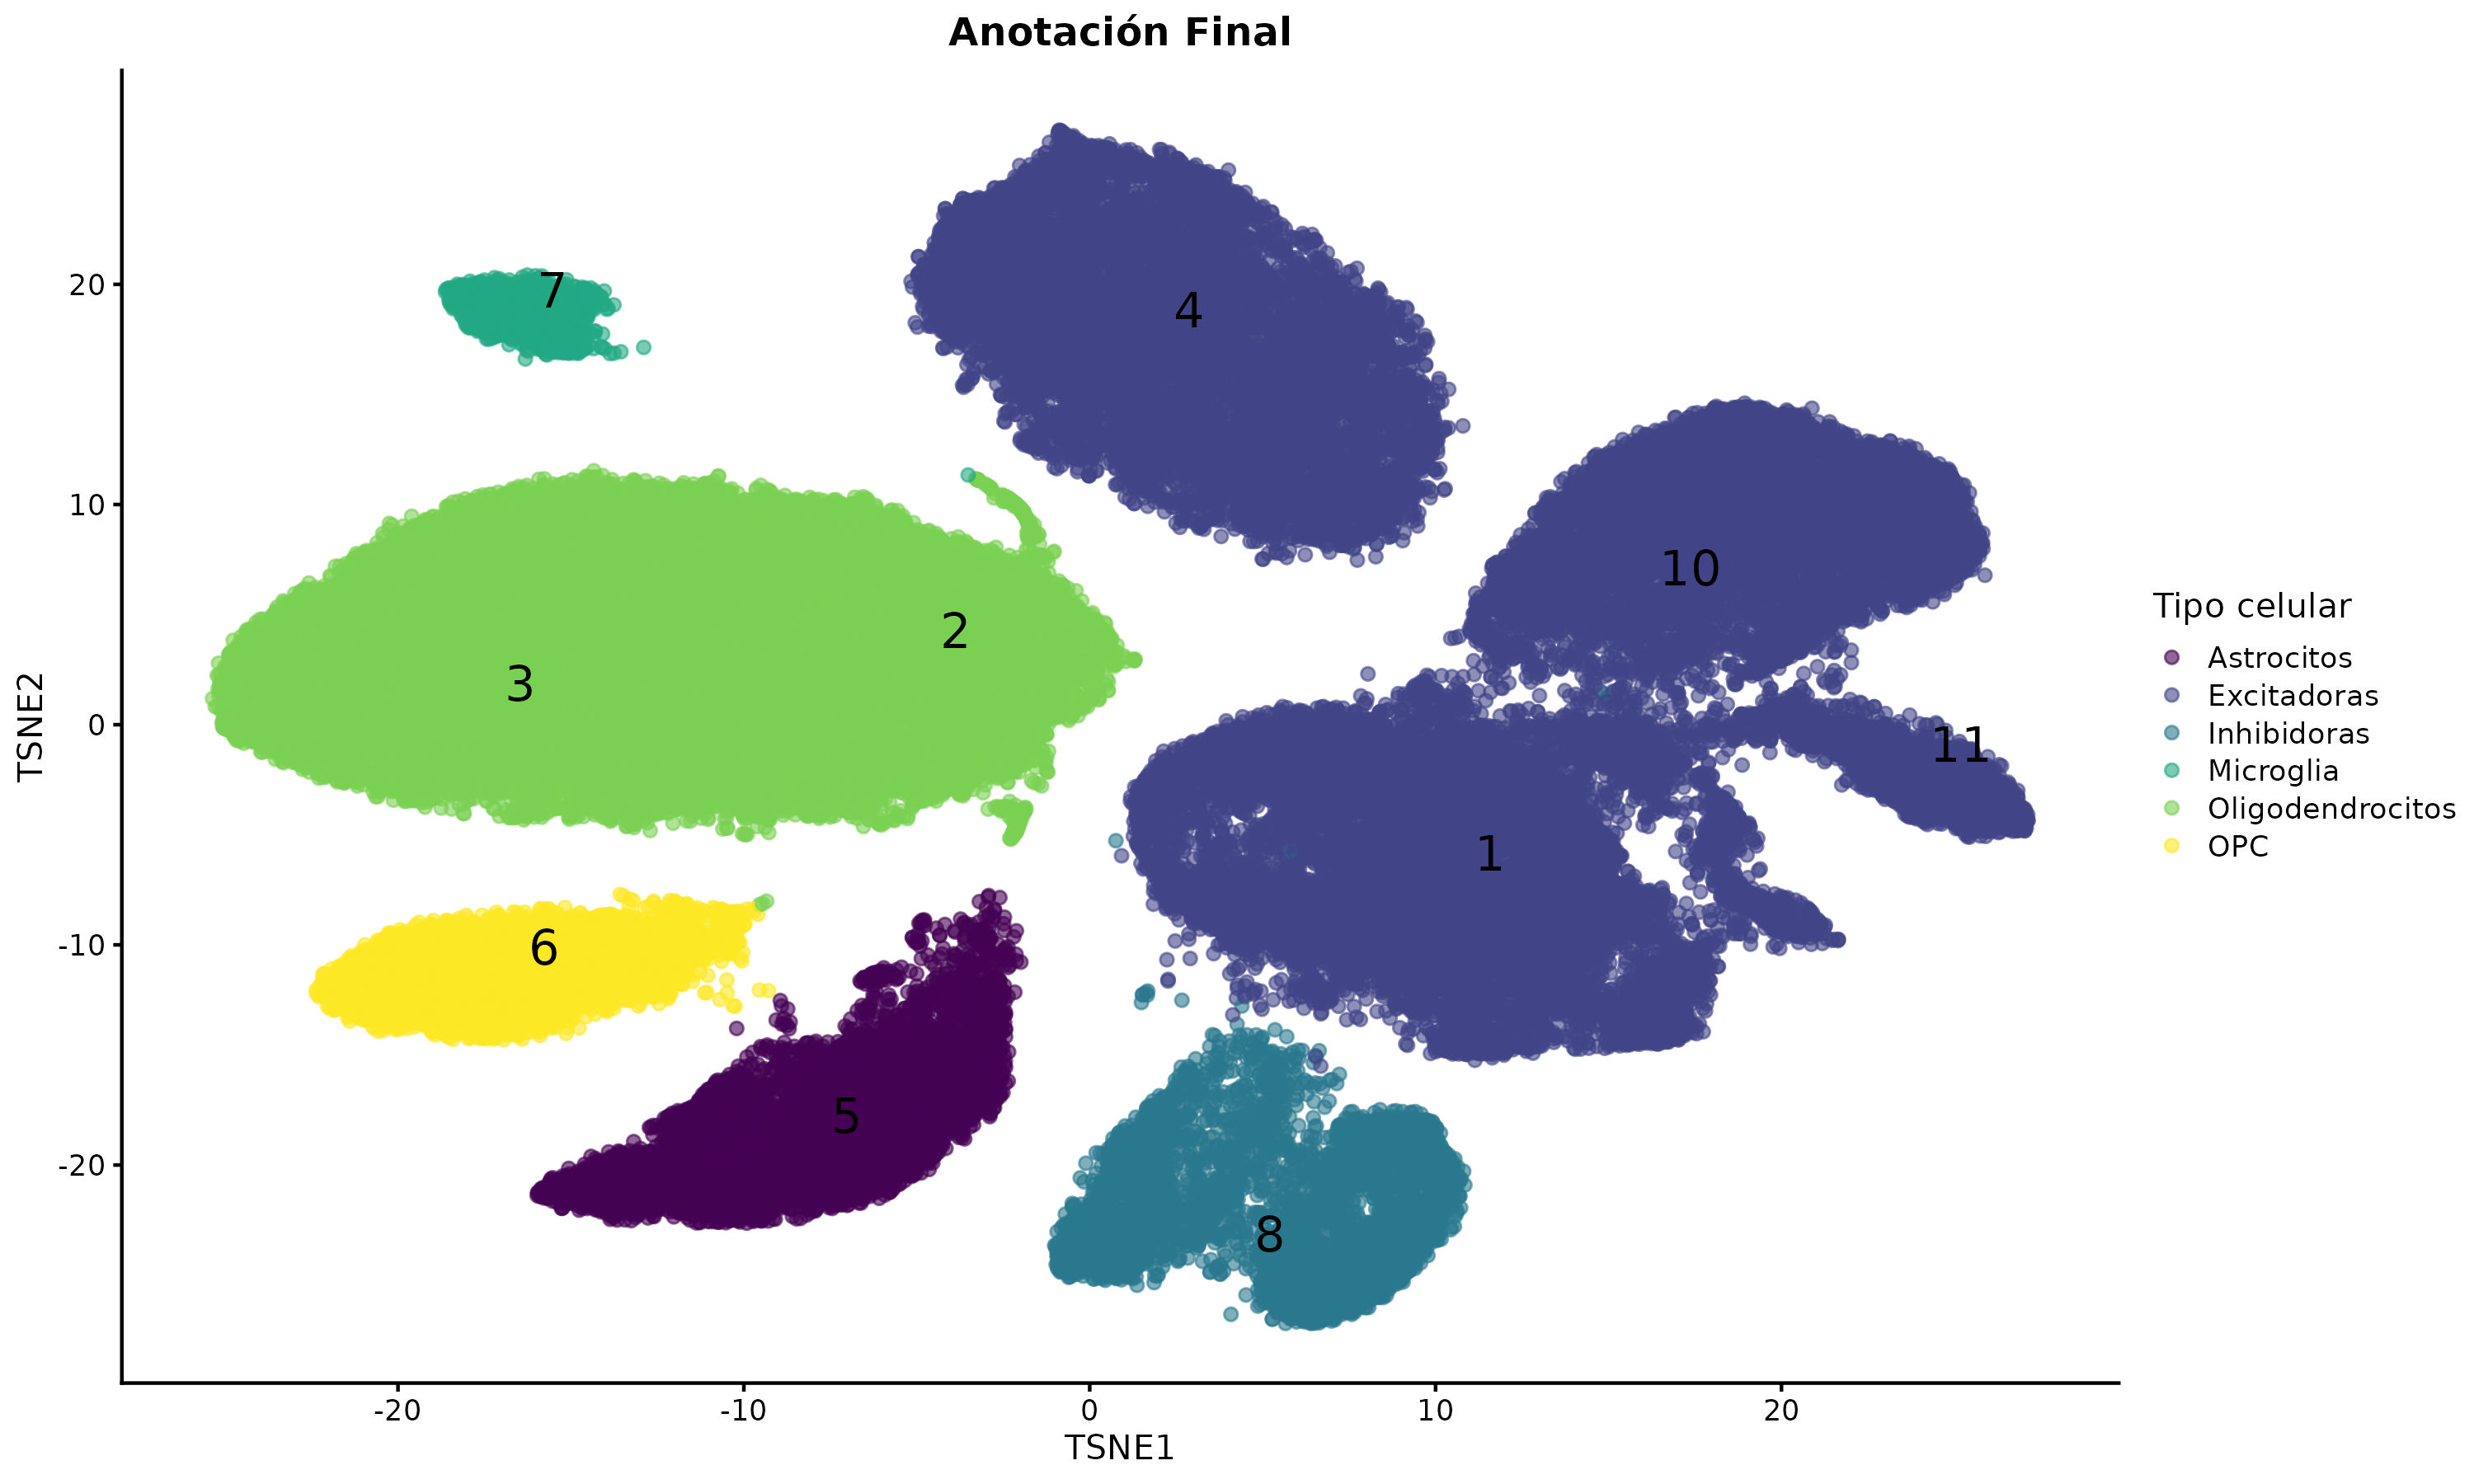 Anotación Final
TSNE2
20
10
0
-10
-20
7
4
10
2
3
11
1
6
5
8
-20
-10
0
10
20
TSNE1
Tipo celular
Astrocitos
Excitadoras
Inhibidoras
Microglia
Oligodendrocitos
OPC